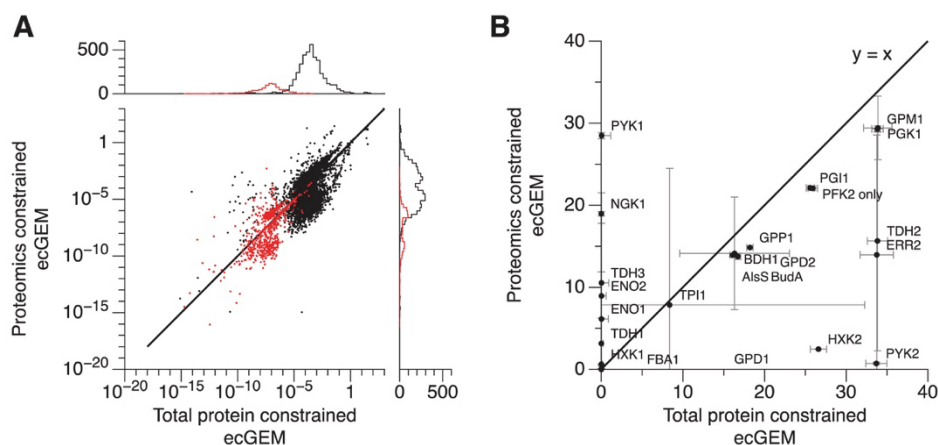 A
500
0
Proteomics constrained
ecGEM
1
10⁻⁵
10⁻¹⁰
10⁻¹⁵
10⁻²⁰
10⁻²⁰
10⁻¹⁵
10⁻¹⁰
10⁻⁵
1
0
500
Total protein constrained
ecGEM
B
Proteomics constrained
ecGEM
40
30
20
10
0
y = x
PYK1
GPM1
PGK1
PGI1
PFK2 only
NGK1
TDH2
GPP1
ERR2
BDH1
GPD2
TDH3
AlsS
BudA
ENO2
TPI1
ENO1
TDH1
HXK2
HXK1
FBA1
GPD1
PYK2
0
10
20
30
40
Total protein constrained
ecGEM